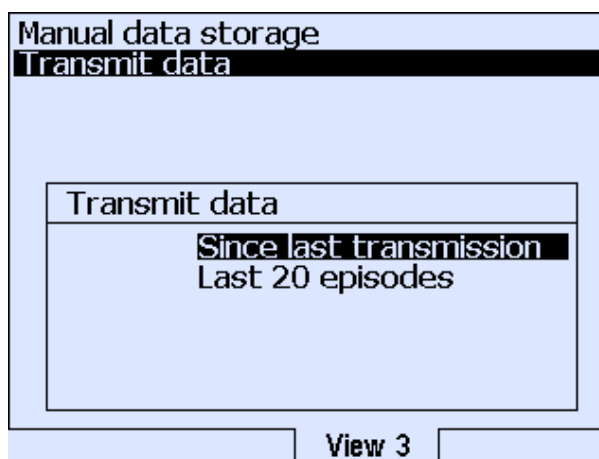 Manual data storage
Transmit data
Transmit data
Since last transmission
Last 20 episodes
View 3